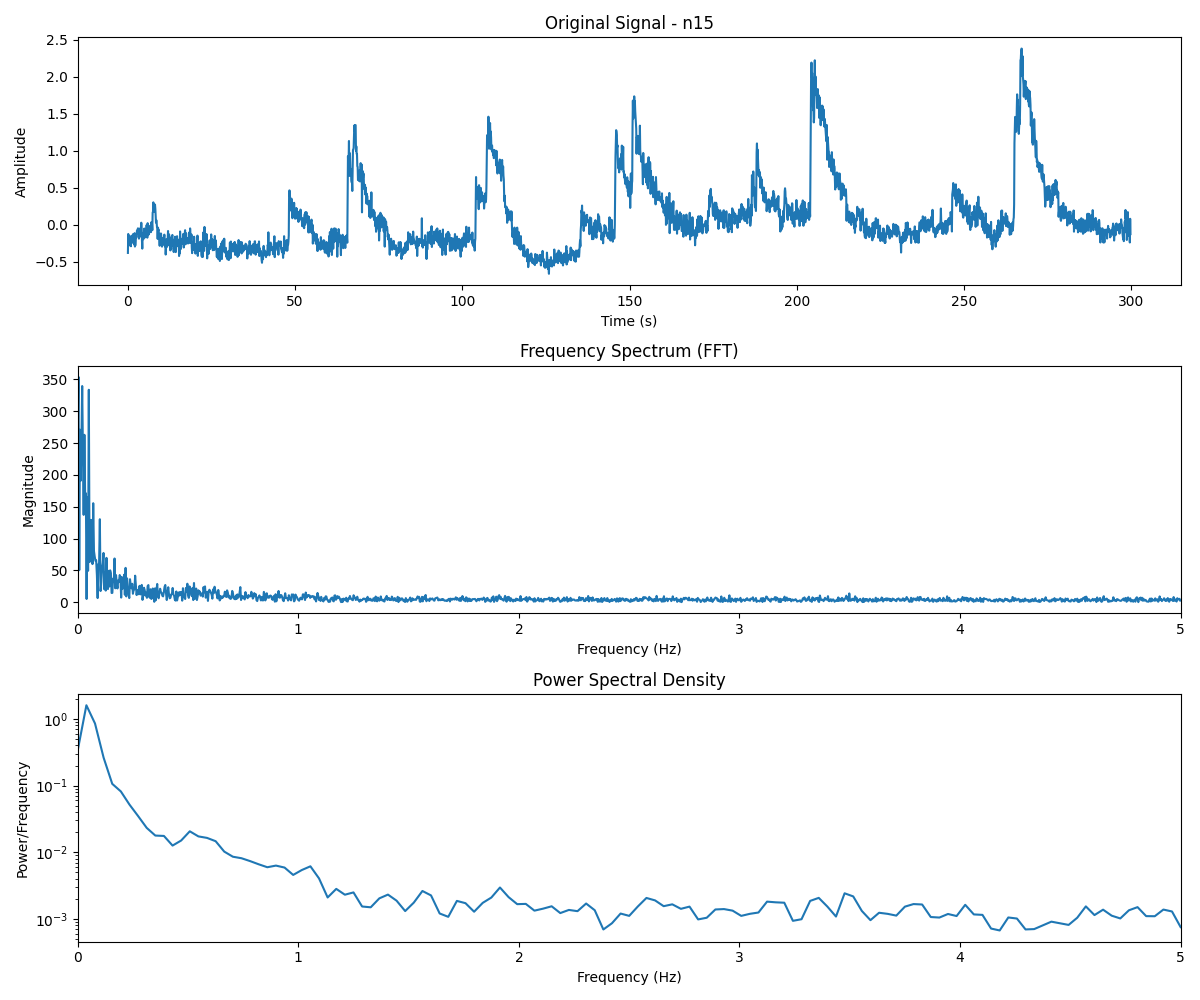 Original Signal - n15
2.5
2.0
1.5
1.0
0.5
0.0
−0.5
Amplitude
0 50 100 150 200 250 300
Time (s)
Frequency Spectrum (FFT)
350
300
250
200
150
100
50
0
Magnitude
0 1 2 3 4 5
Frequency (Hz)
Power Spectral Density
10⁰
10⁻¹
10⁻²
10⁻³
Power/Frequency
0 1 2 3 4 5
Frequency (Hz)